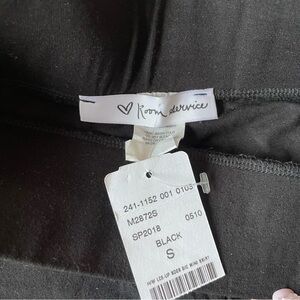 Room Service
241-1152 001 0103
M2872S
SP2018 0510
BLACK
S